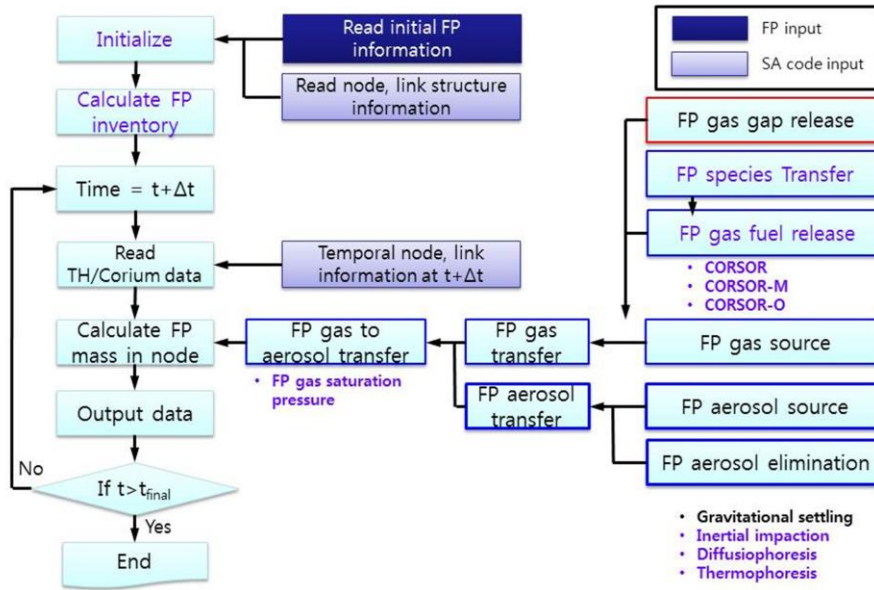 Initialize
Read initial FP
information
Read node, link structure
information
Calculate FP
inventory
Time = t+Δt
Read
TH/Corium data
Temporal node, link
information at t+Δt
Calculate FP
mass in node
FP gas to
aerosol transfer
• FP gas saturation
pressure
FP gas
transfer
FP aerosol
transfer
Output data
No
If t>tfinal
Yes
End
FP input
SA code input
FP gas gap release
FP species Transfer
FP gas fuel release
• CORSOR
• CORSOR-M
• CORSOR-O
FP gas source
FP aerosol source
FP aerosol elimination
• Gravitational settling
• Inertial impaction
• Diffusiophoresis
• Thermophoresis